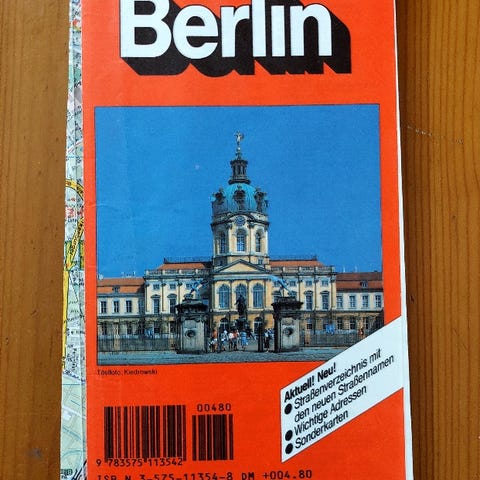 Berlin
Titelfoto: Kiedrowski
Aktuell! Neu!
● Straßenverzeichnis mit
den neuen Straßennamen
● Wichtige Adressen
● Sonderkarten
00480
9 783575 113542
ISBN 3-575-11354-8 DM +004.80